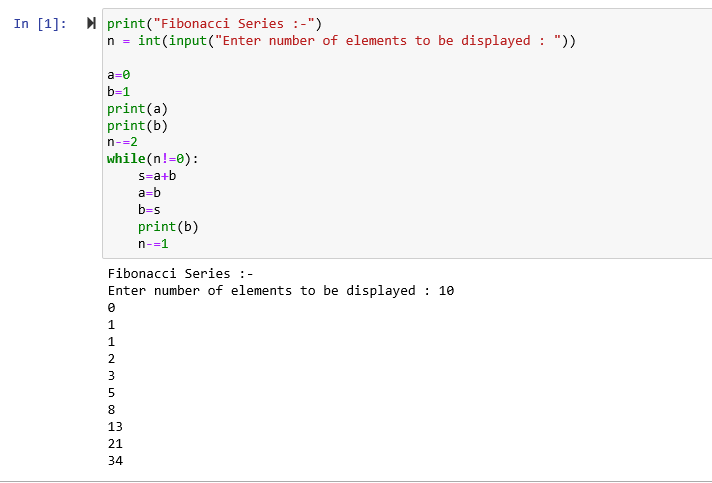 In [1]:
print("Fibonacci Series :-")
n = int(input("Enter number of elements to be displayed : "))
a=0
b=1
print(a)
print(b)
n-=2
while(n!=0):
    s=a+b
    a=b
    b=s
    print(b)
    n-=1
Fibonacci Series :-
Enter number of elements to be displayed : 10
0
1
1
2
3
5
8
13
21
34